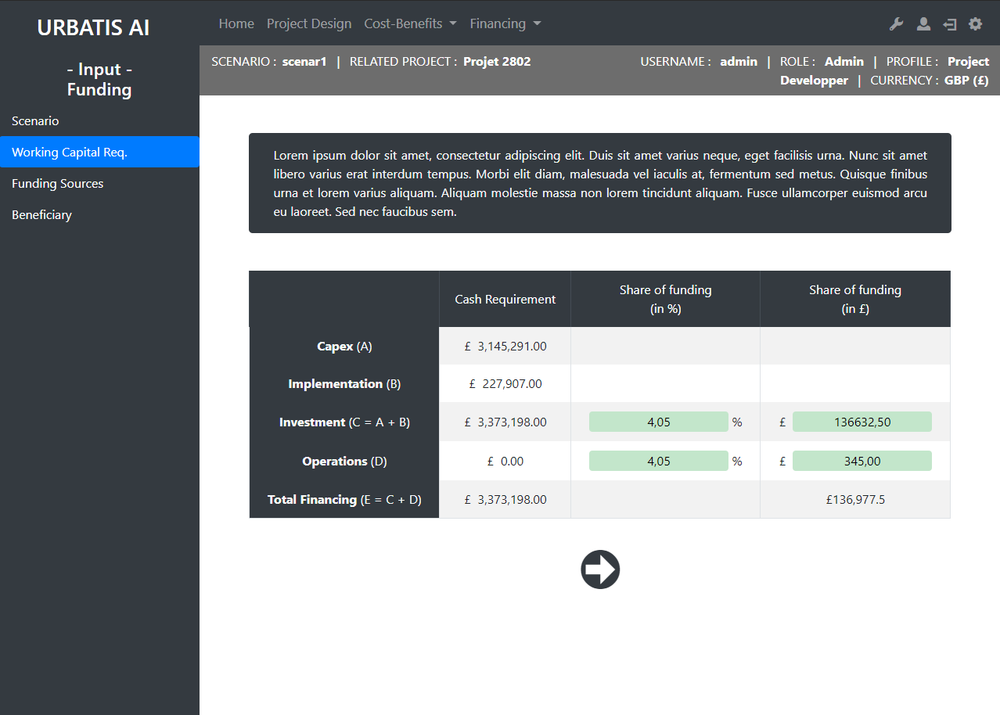 URBATIS AI
Home Project Design Cost-Benefits Financing
- Input -
Funding
Scenario
Working Capital Req.
Funding Sources
Beneficiary
SCENARIO : scenar1 | RELATED PROJECT : Projet 2802
USERNAME : admin | ROLE : Admin | PROFILE : Project
Developper | CURRENCY : GBP (£)
Lorem ipsum dolor sit amet, consectetur adipiscing elit. Duis sit amet varius neque, eget facilisis urna. Nunc sit amet
libero varius erat interdum tempus. Morbi elit diam, malesuada vel iaculis at, fermentum sed metus. Quisque finibus
urna et lorem varius aliquam. Aliquam molestie massa non lorem tincidunt aliquam. Fusce ullamcorper euismod arcu
eu laoreet. Sed nec faucibus sem.
Cash Requirement
Share of funding
(in %)
Share of funding
(in £)
Capex (A) £ 3,145,291.00
Implementation (B) £ 227,907.00
Investment (C = A + B) £ 3,373,198.00 4,05 % £ 136632,50
Operations (D) £ 0.00 4,05 % £ 345,00
Total Financing (E = C + D) £ 3,373,198.00 £136,977.5